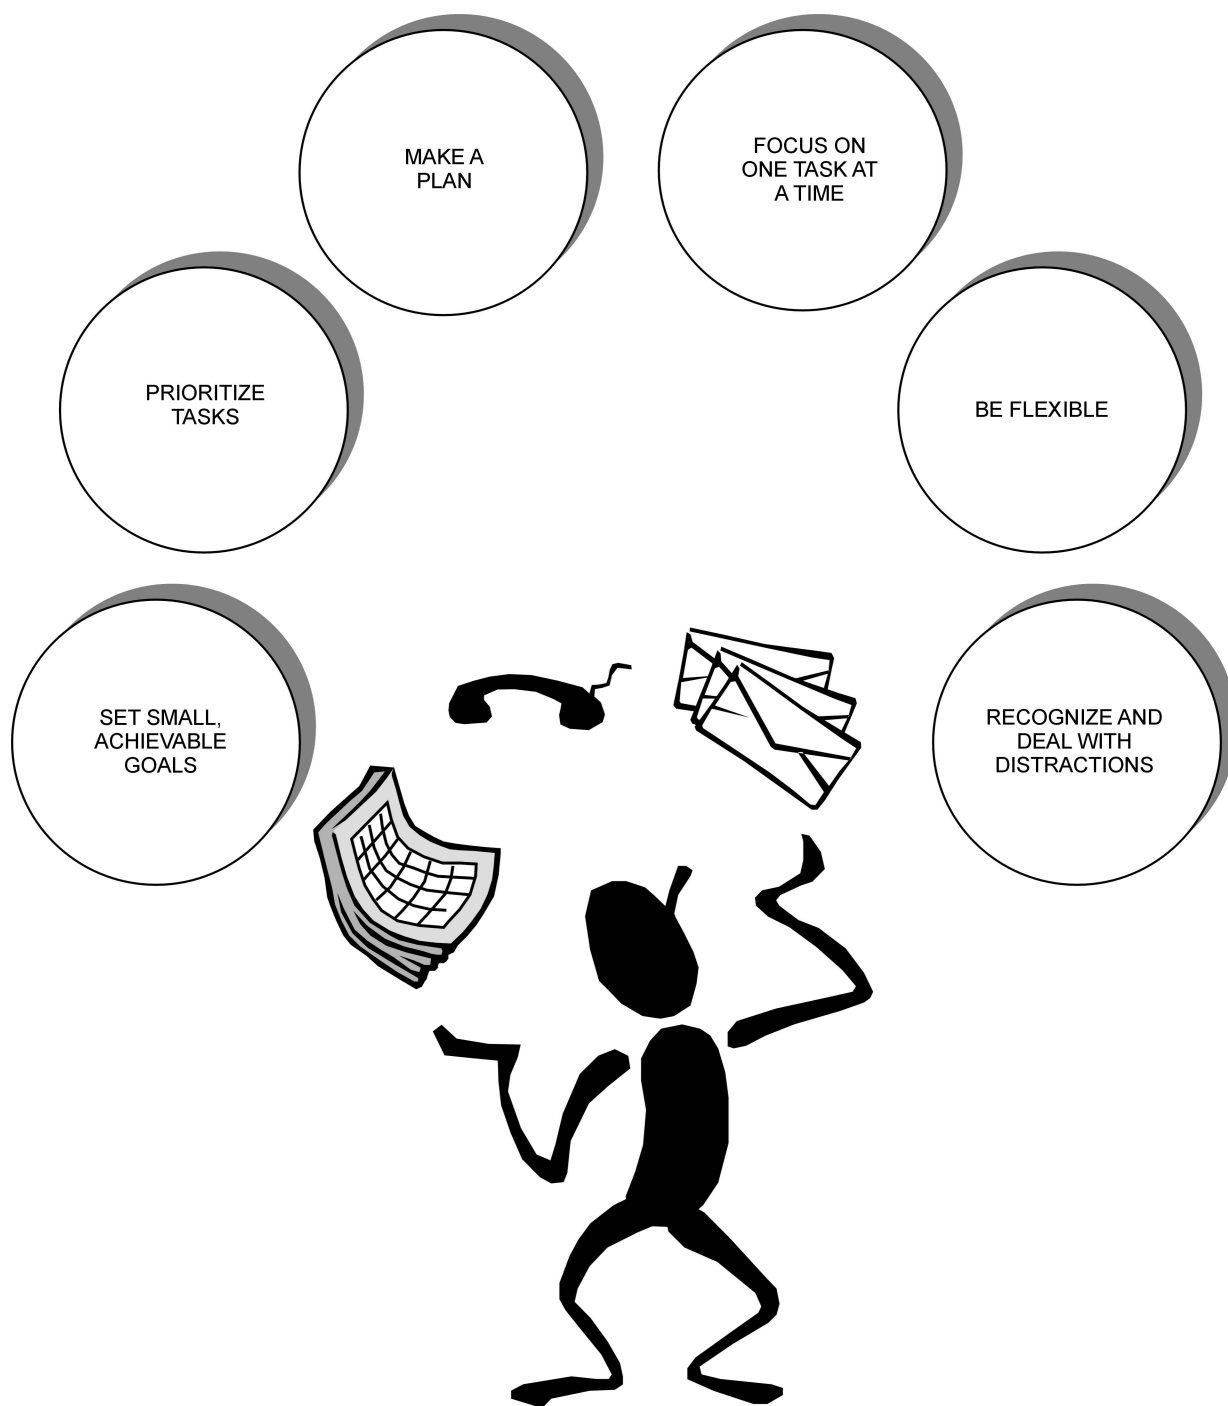 MAKE A
PLAN
FOCUS ON
ONE TASK AT
A TIME
PRIORITIZE
TASKS
BE FLEXIBLE
SET SMALL,
ACHIEVABLE
GOALS
RECOGNIZE AND
DEAL WITH
DISTRACTIONS